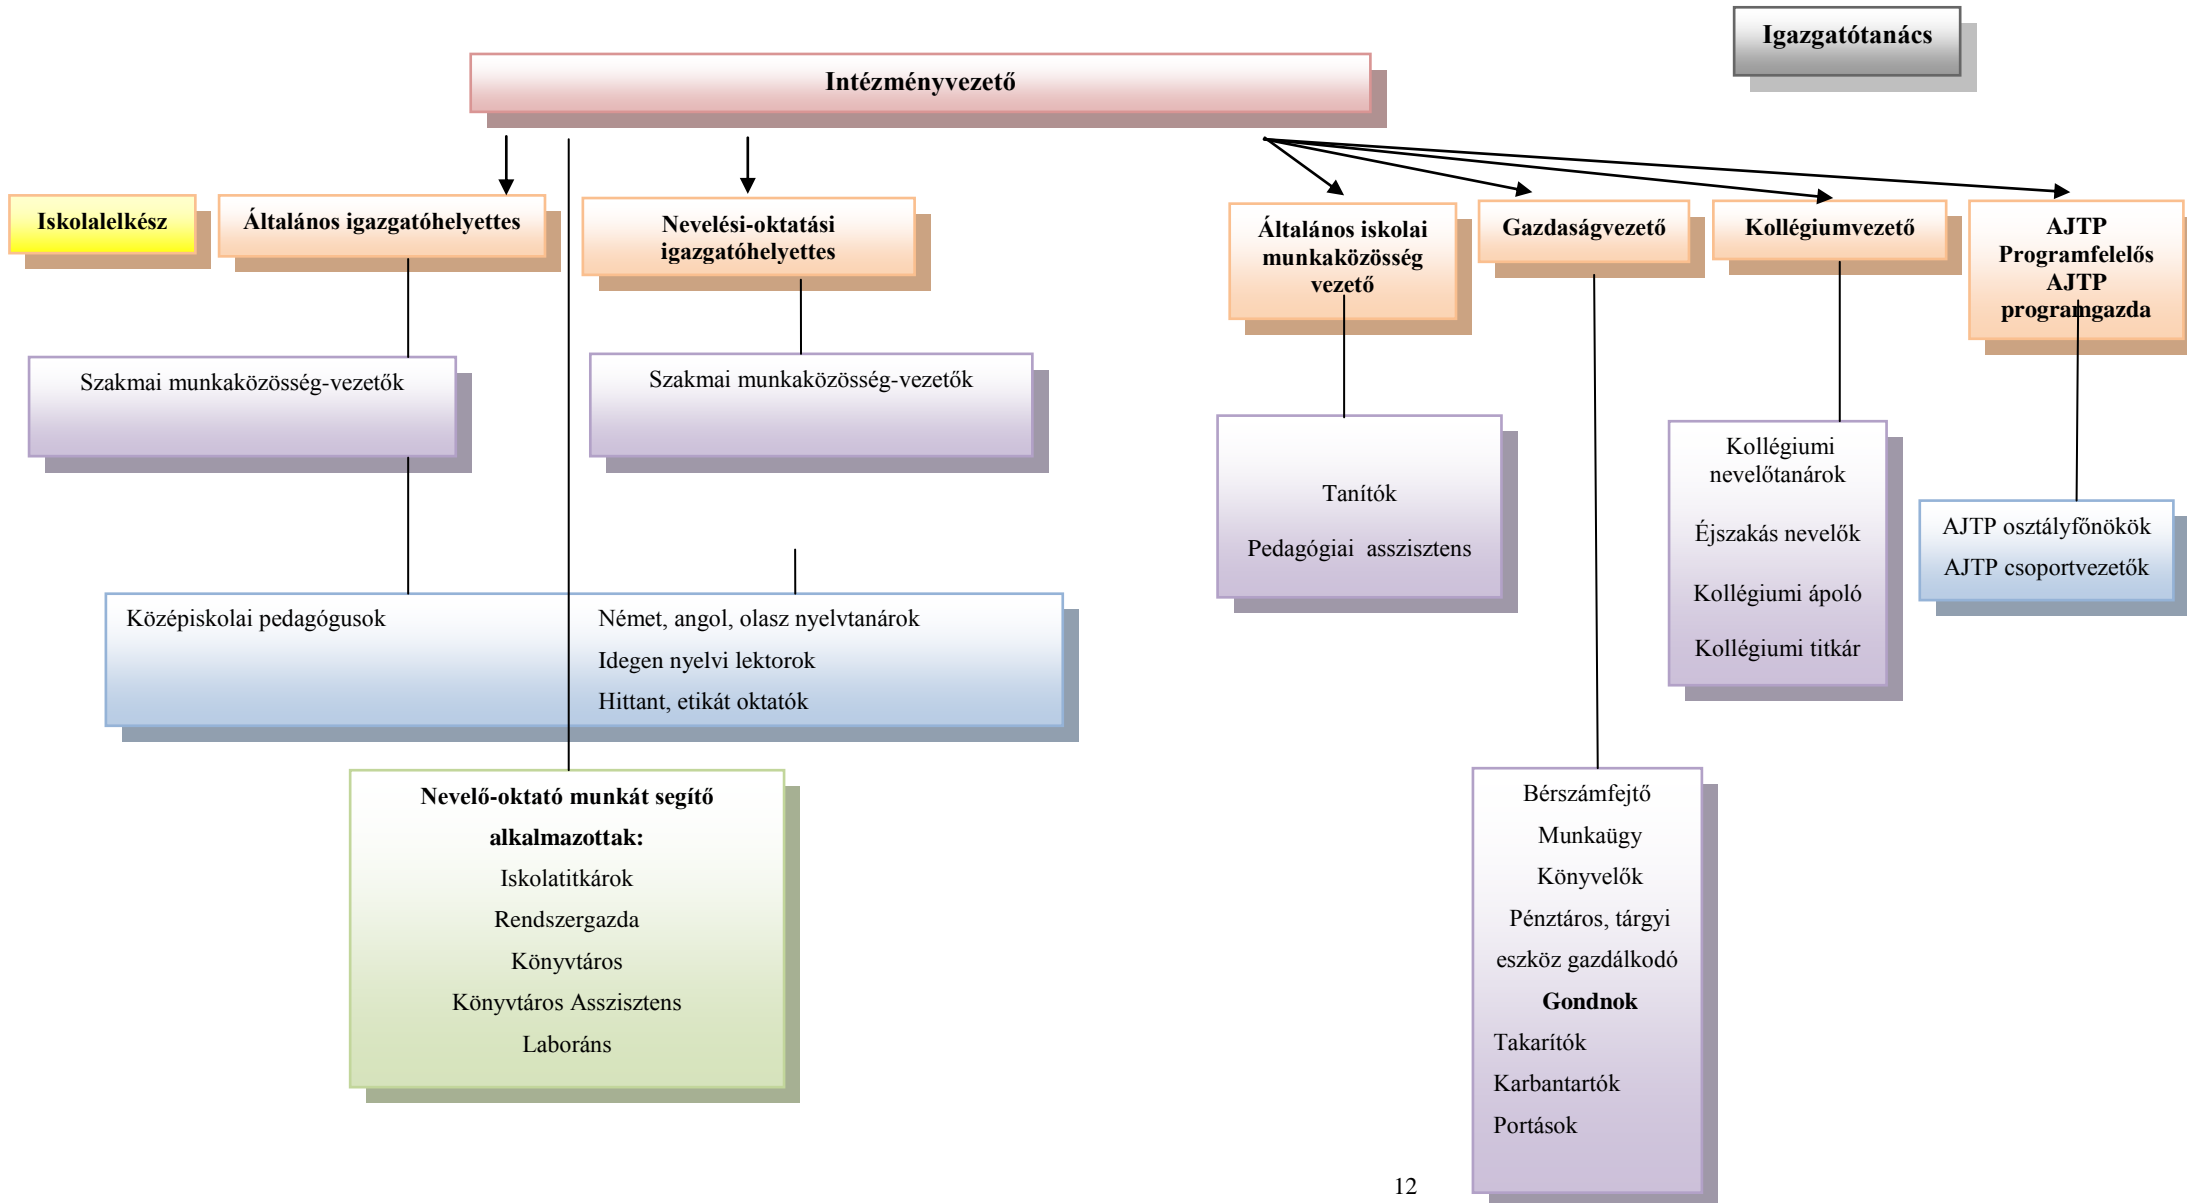 Igazgatótanács
Intézményvezető
Iskolalelkész
Általános igazgatóhelyettes
Nevelési-oktatási
igazgatóhelyettes
Általános iskolai
munkaközösség
vezető
Gazdaságvezető
Kollégiumvezető
AJTP
Programfelelős
AJTP
programgazda
Szakmai munkaközösség-vezetők
Szakmai munkaközösség-vezetők
Tanítók
Pedagógiai asszisztens
Kollégiumi
nevelőtanárok
Éjszakás nevelők
Kollégiumi ápoló
Kollégiumi titkár
AJTP osztályfőnökök
AJTP csoportvezetők
Középiskolai pedagógusok
Német, angol, olasz nyelvtanárok
Idegen nyelvi lektorok
Hittant, etikát oktatók
Nevelő-oktató munkát segítő
alkalmazottak:
Iskolatitkárok
Rendszergazda
Könyvtáros
Könyvtáros Asszisztens
Laboráns
Bérszámfejtő
Munkaügy
Könyvelők
Pénztáros, tárgyi
eszköz gazdálkodó
Gondnok
Takarítók
Karbantartók
Portások
12